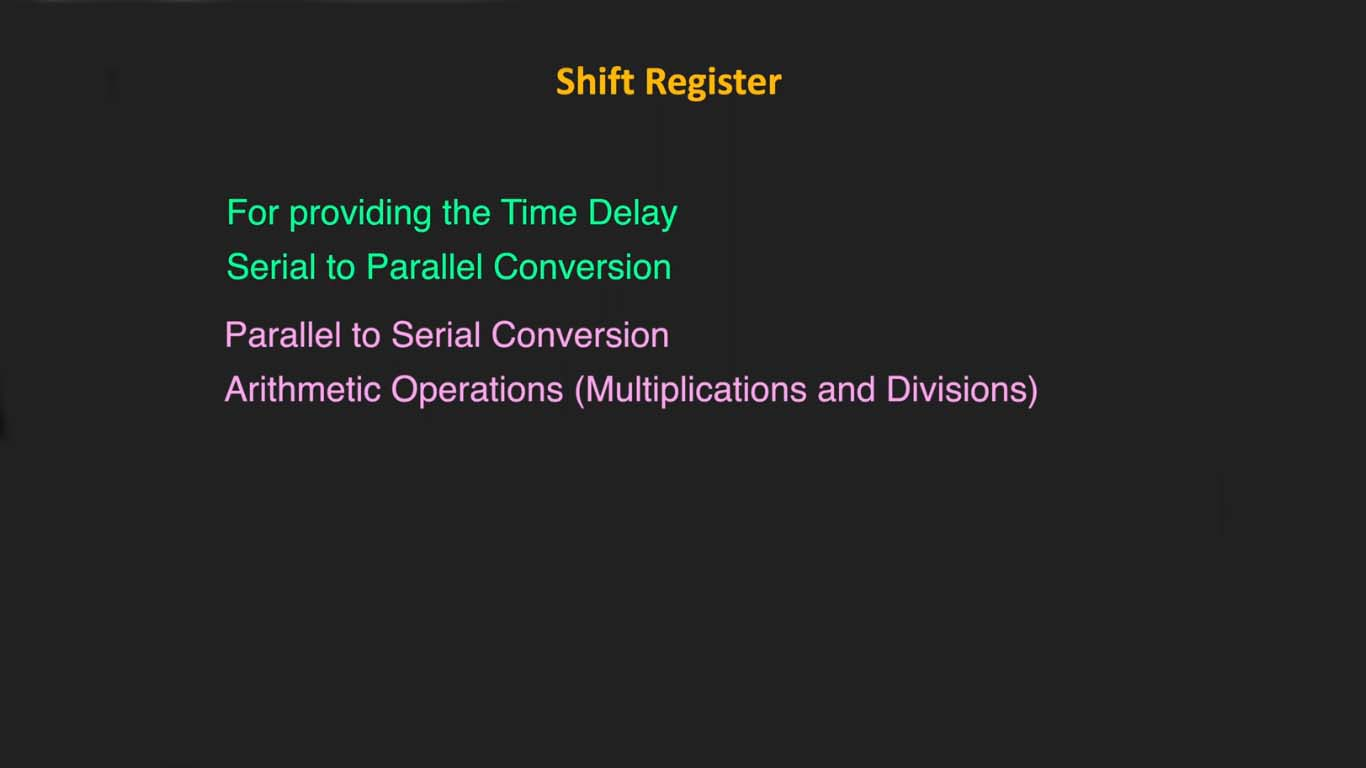 Shift Register
For providing the Time Delay
Serial to Parallel Conversion
Parallel to Serial Conversion
Arithmetic Operations (Multiplications and Divisions)